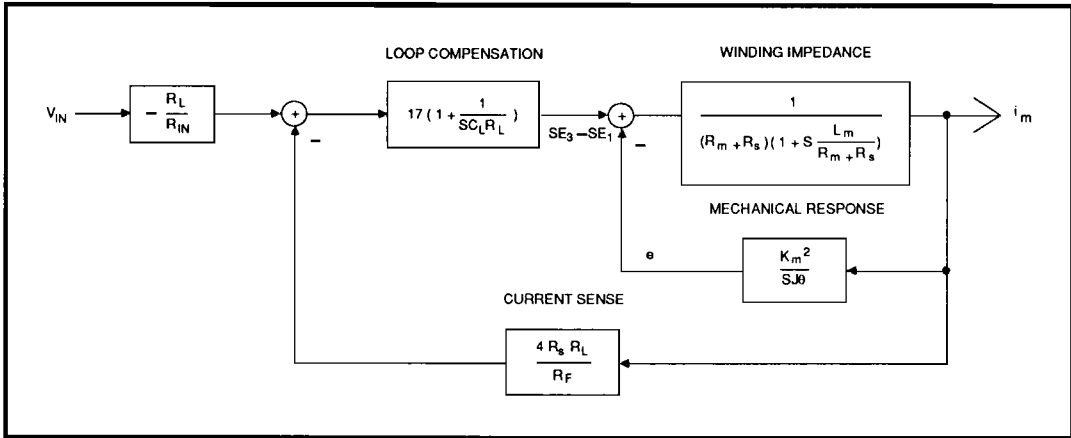 LOOP COMPENSATION
WINDING IMPEDANCE
V_IN
− R_L / R_IN
+
−
17 ( 1 + 1 / SC_L R_L )
SE_3 − SE_1
+
−
1 / (R_m + R_s) ( 1 + S L_m / R_m + R_s )
i_m
MECHANICAL RESPONSE
e
K_m^2 / SJθ
CURRENT SENSE
4 R_s R_L / R_F